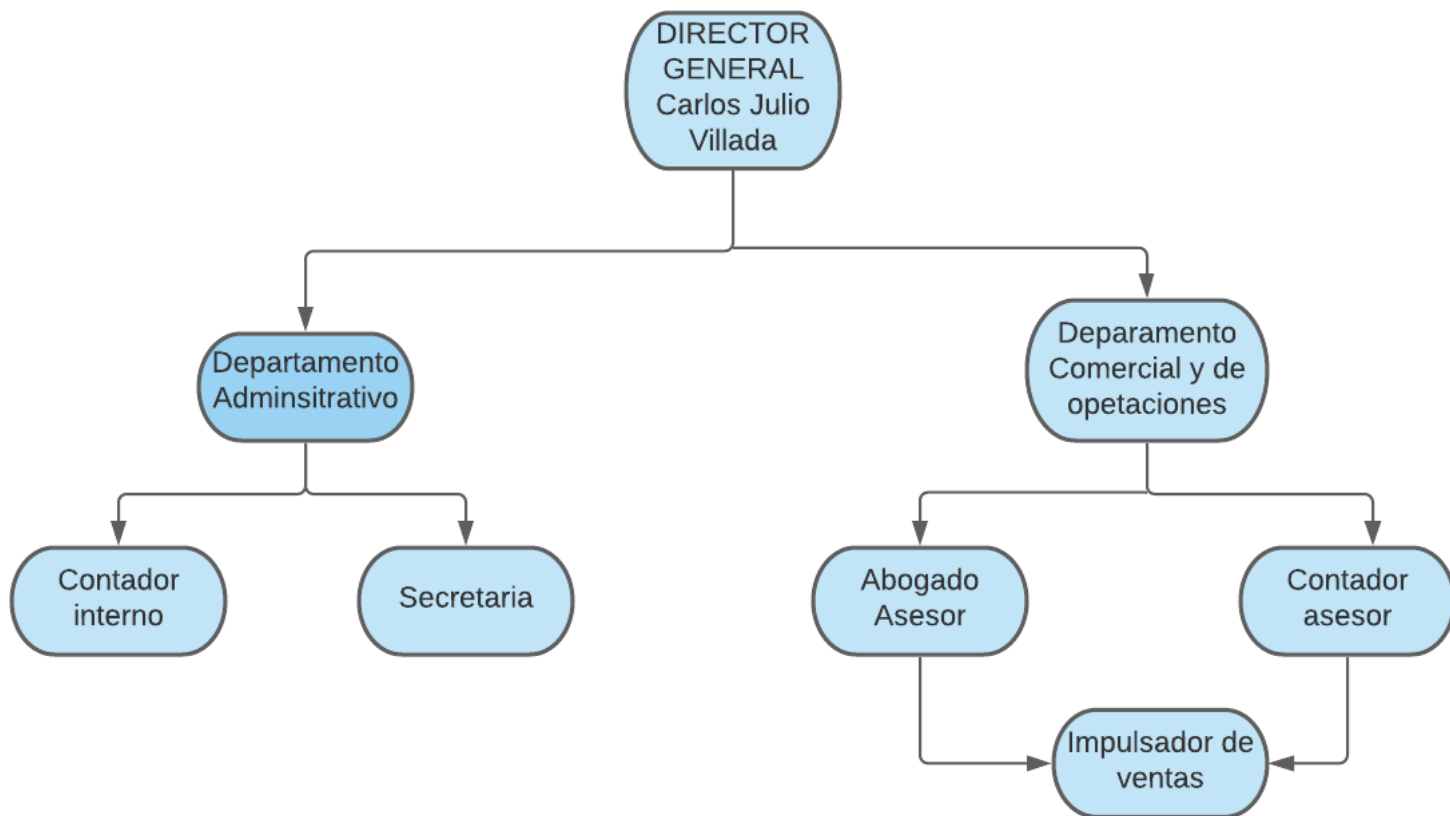 DIRECTOR
GENERAL
Carlos Julio
Villada
Departamento
Adminsitrativo
Deparamento
Comercial y de
opetaciones
Contador
interno
Secretaria
Abogado
Asesor
Contador
asesor
Impulsador de
ventas